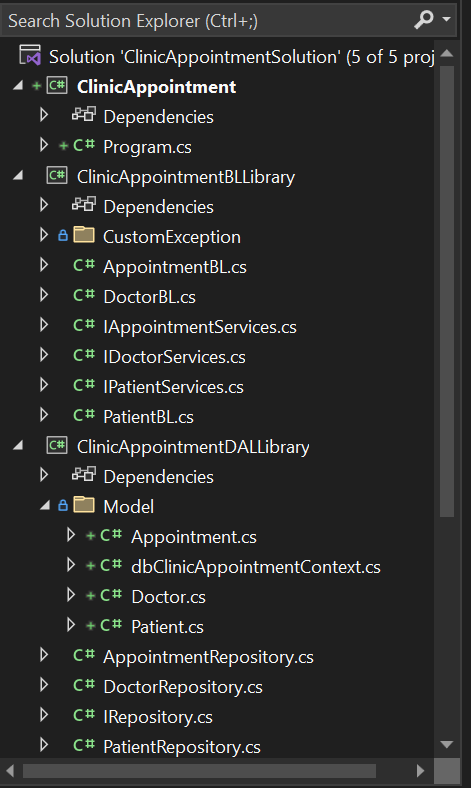 Search Solution Explorer (Ctrl+;)
Solution 'ClinicAppointmentSolution' (5 of 5 proj
C# ClinicAppointment
Dependencies
C# Program.cs
C# ClinicAppointmentBLLibrary
Dependencies
CustomException
C# AppointmentBL.cs
C# DoctorBL.cs
C# IAppointmentServices.cs
C# IDoctorServices.cs
C# IPatientServices.cs
C# PatientBL.cs
C# ClinicAppointmentDALLibrary
Dependencies
Model
C# Appointment.cs
C# dbClinicAppointmentContext.cs
C# Doctor.cs
C# Patient.cs
C# AppointmentRepository.cs
C# DoctorRepository.cs
C# IRepository.cs
C# PatientRepository.cs